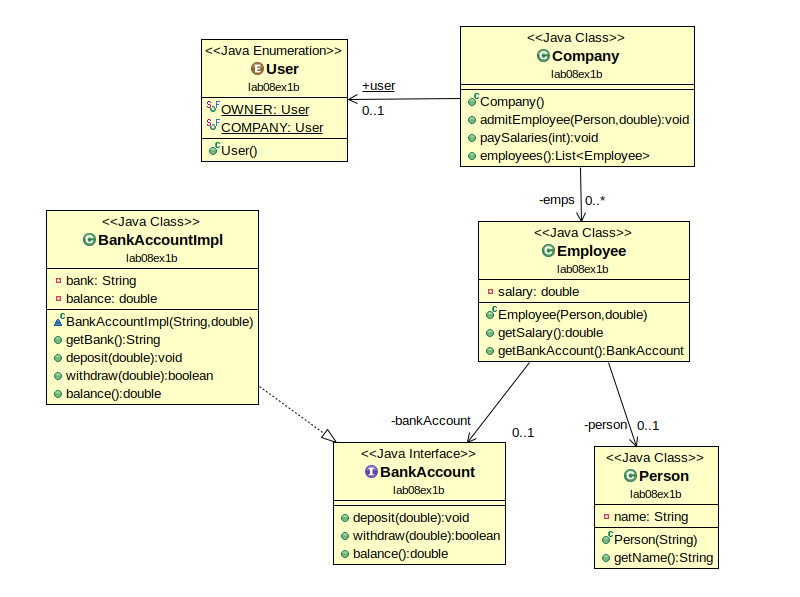 <<Java Enumeration>>
User
lab08ex1b
OWNER: User
COMPANY: User
User()
+user
0..1
<<Java Class>>
Company
lab08ex1b
Company()
admitEmployee(Person,double):void
paySalaries(int):void
employees():List<Employee>
-emps
0..*
<<Java Class>>
BankAccountImpl
lab08ex1b
bank: String
balance: double
BankAccountImpl(String,double)
getBank():String
deposit(double):void
withdraw(double):boolean
balance():double
<<Java Class>>
Employee
lab08ex1b
salary: double
Employee(Person,double)
getSalary():double
getBankAccount():BankAccount
-bankAccount
0..1
-person
0..1
<<Java Interface>>
BankAccount
lab08ex1b
deposit(double):void
withdraw(double):boolean
balance():double
<<Java Class>>
Person
lab08ex1b
name: String
Person(String)
getName():String